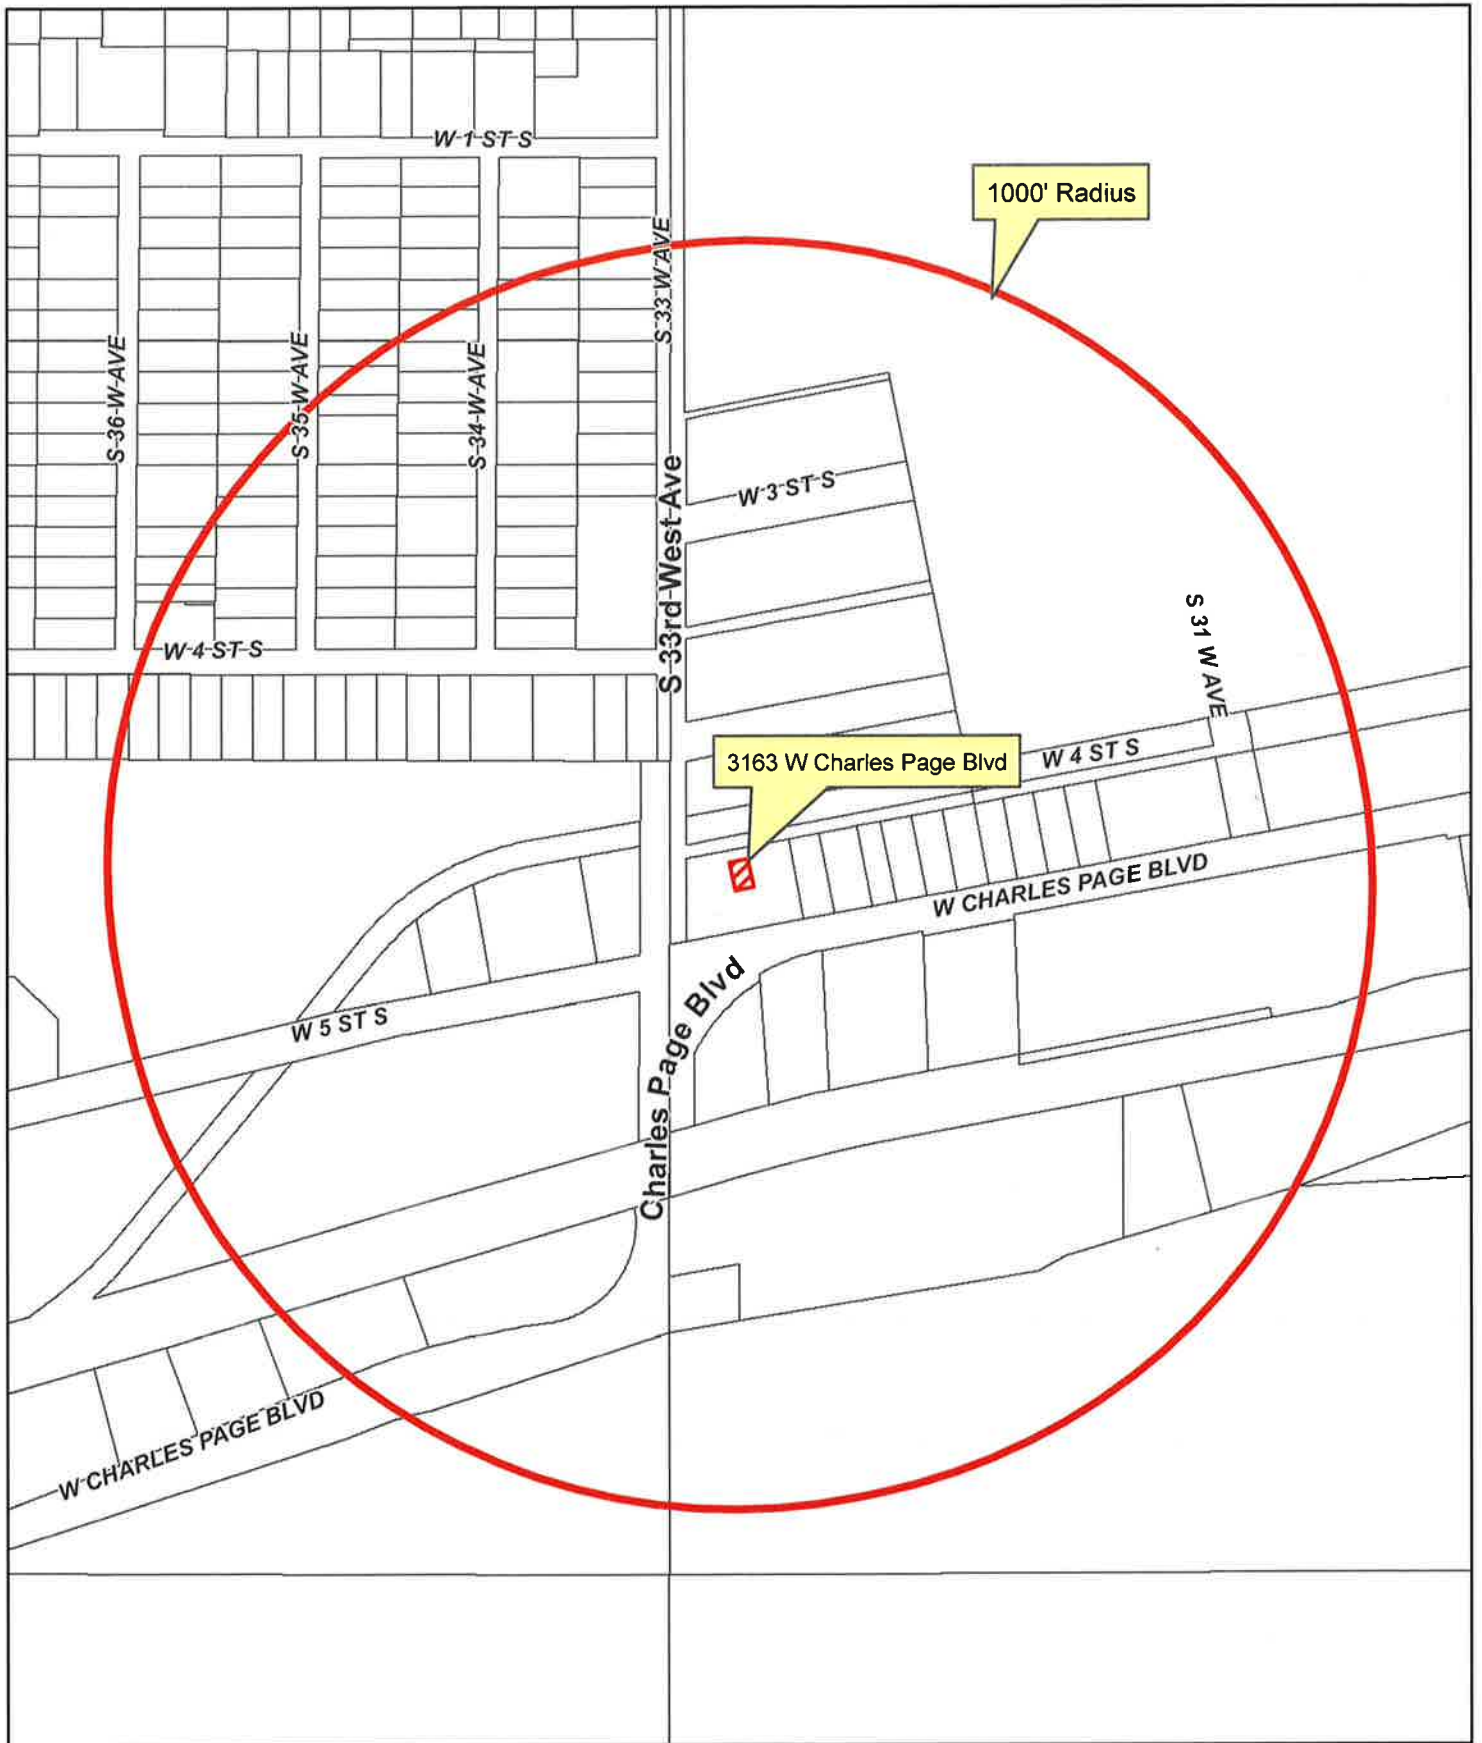 W 1 ST S
1000' Radius
S 33 W AVE
S 36 W AVE
S 35 W AVE
S 34 W AVE
W 3 ST S
S 33rd West Ave
S 31 W AVE
W 4 ST S
W 4 ST S
3163 W Charles Page Blvd
W CHARLES PAGE BLVD
Charles Page Blvd
W 5 ST S
W CHARLES PAGE BLVD